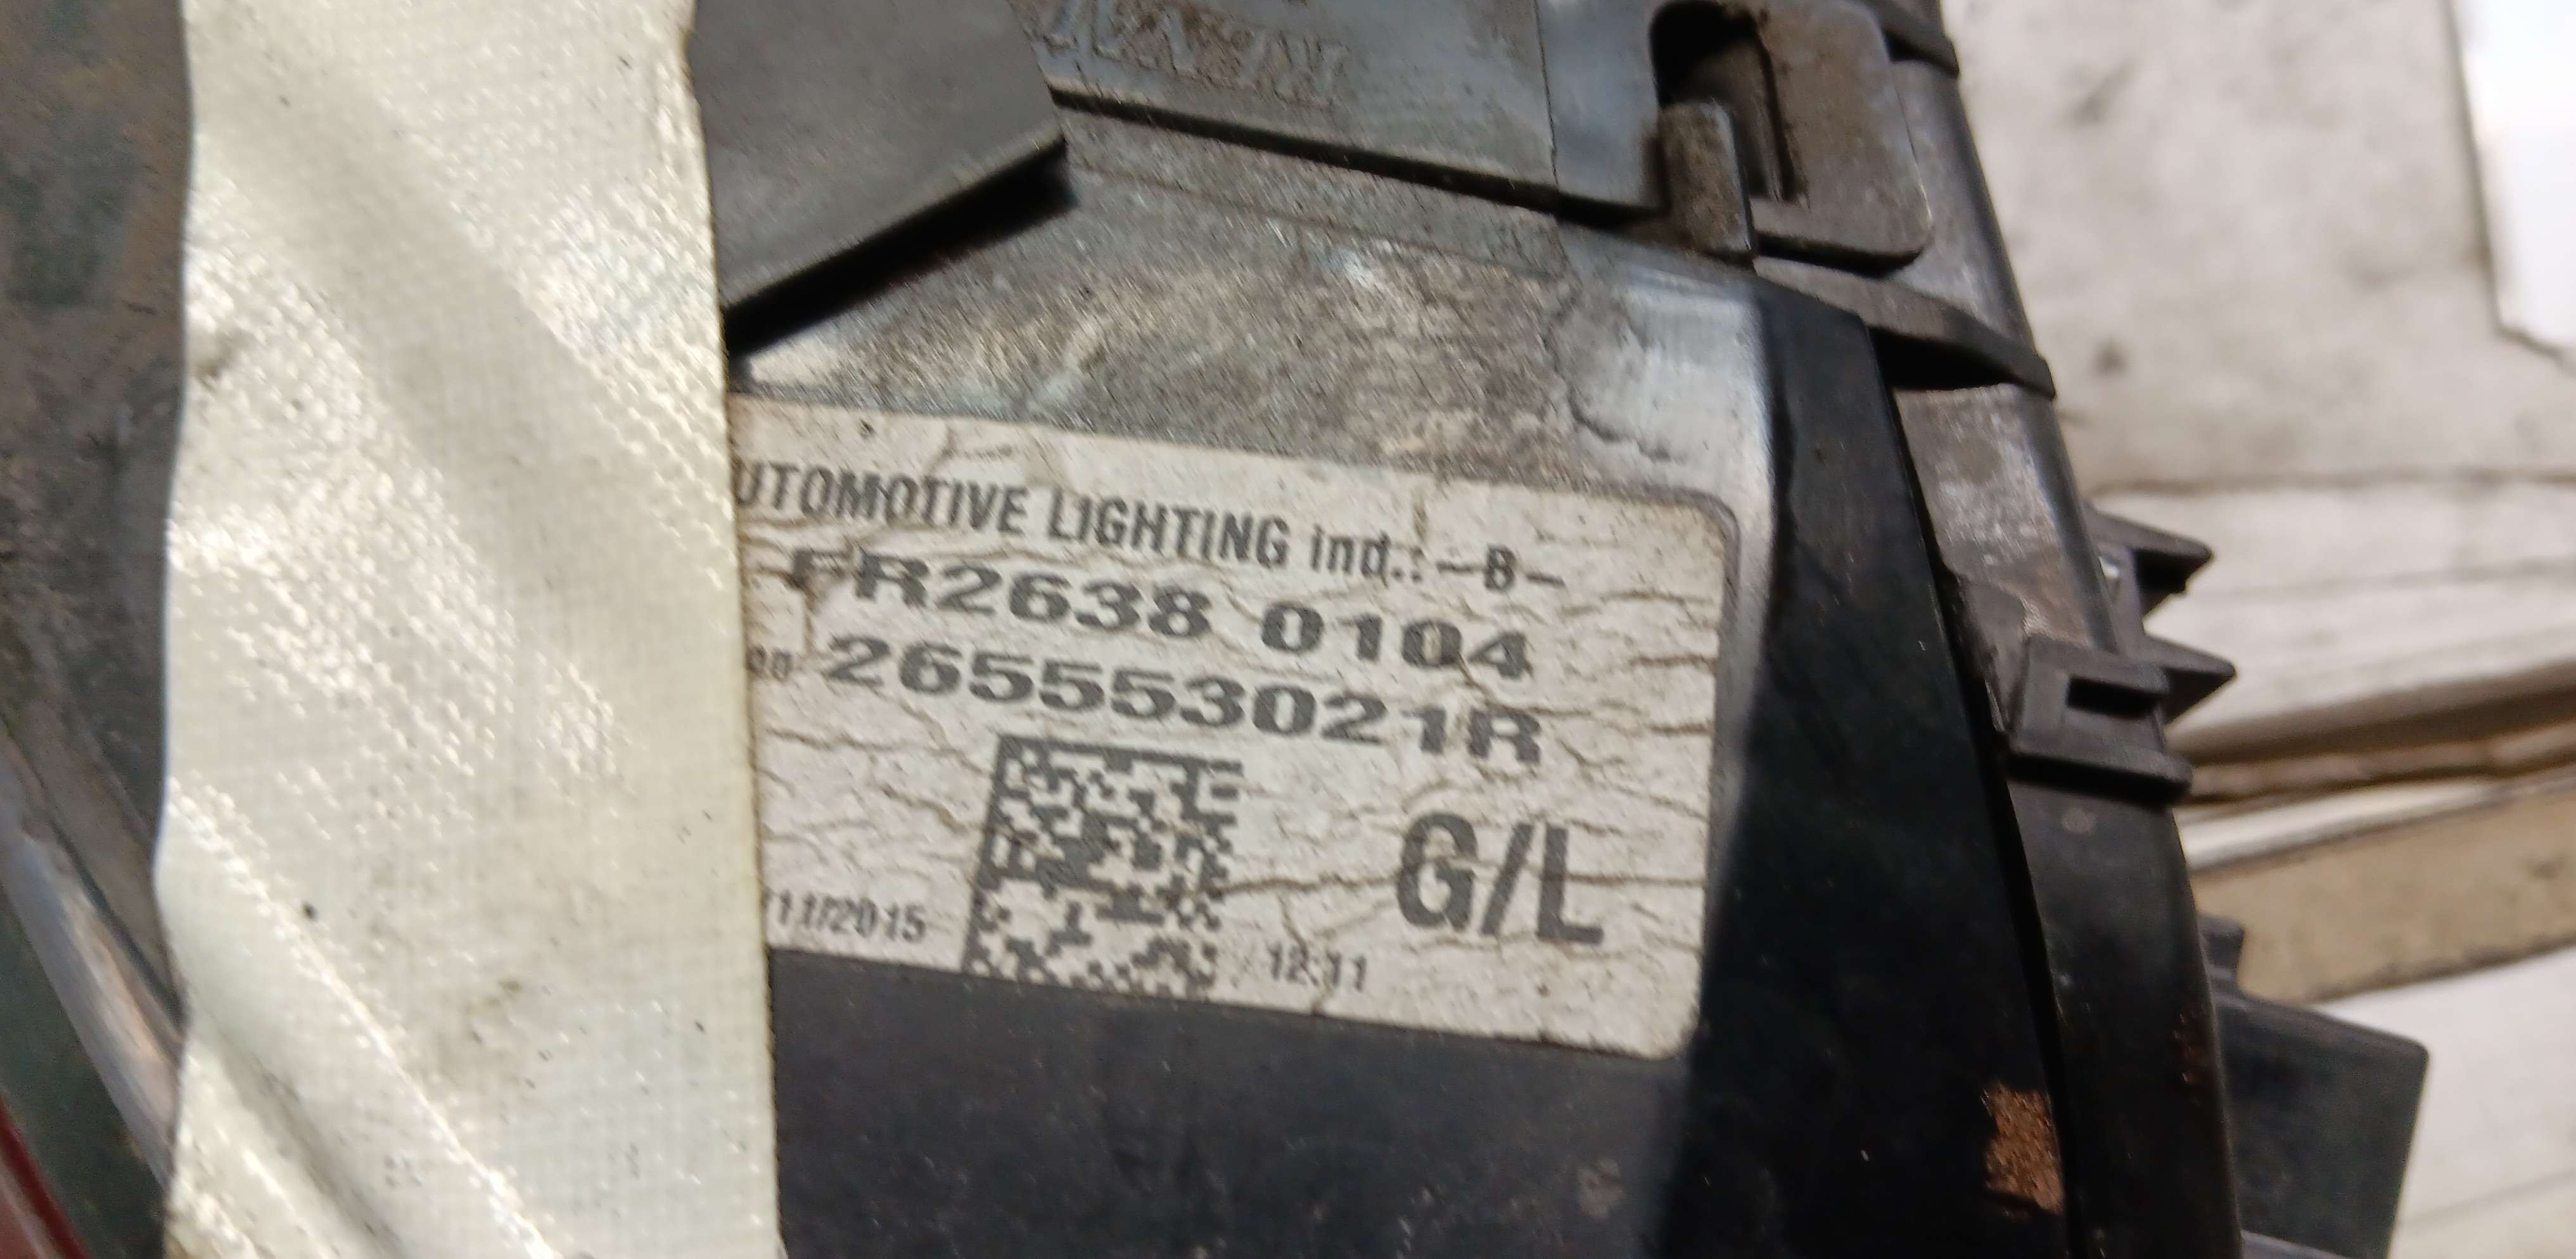 UTOMOTIVE LIGHTING ind.: -B-
FR2638 0104
265553021R
G/L
11/2015
12:11